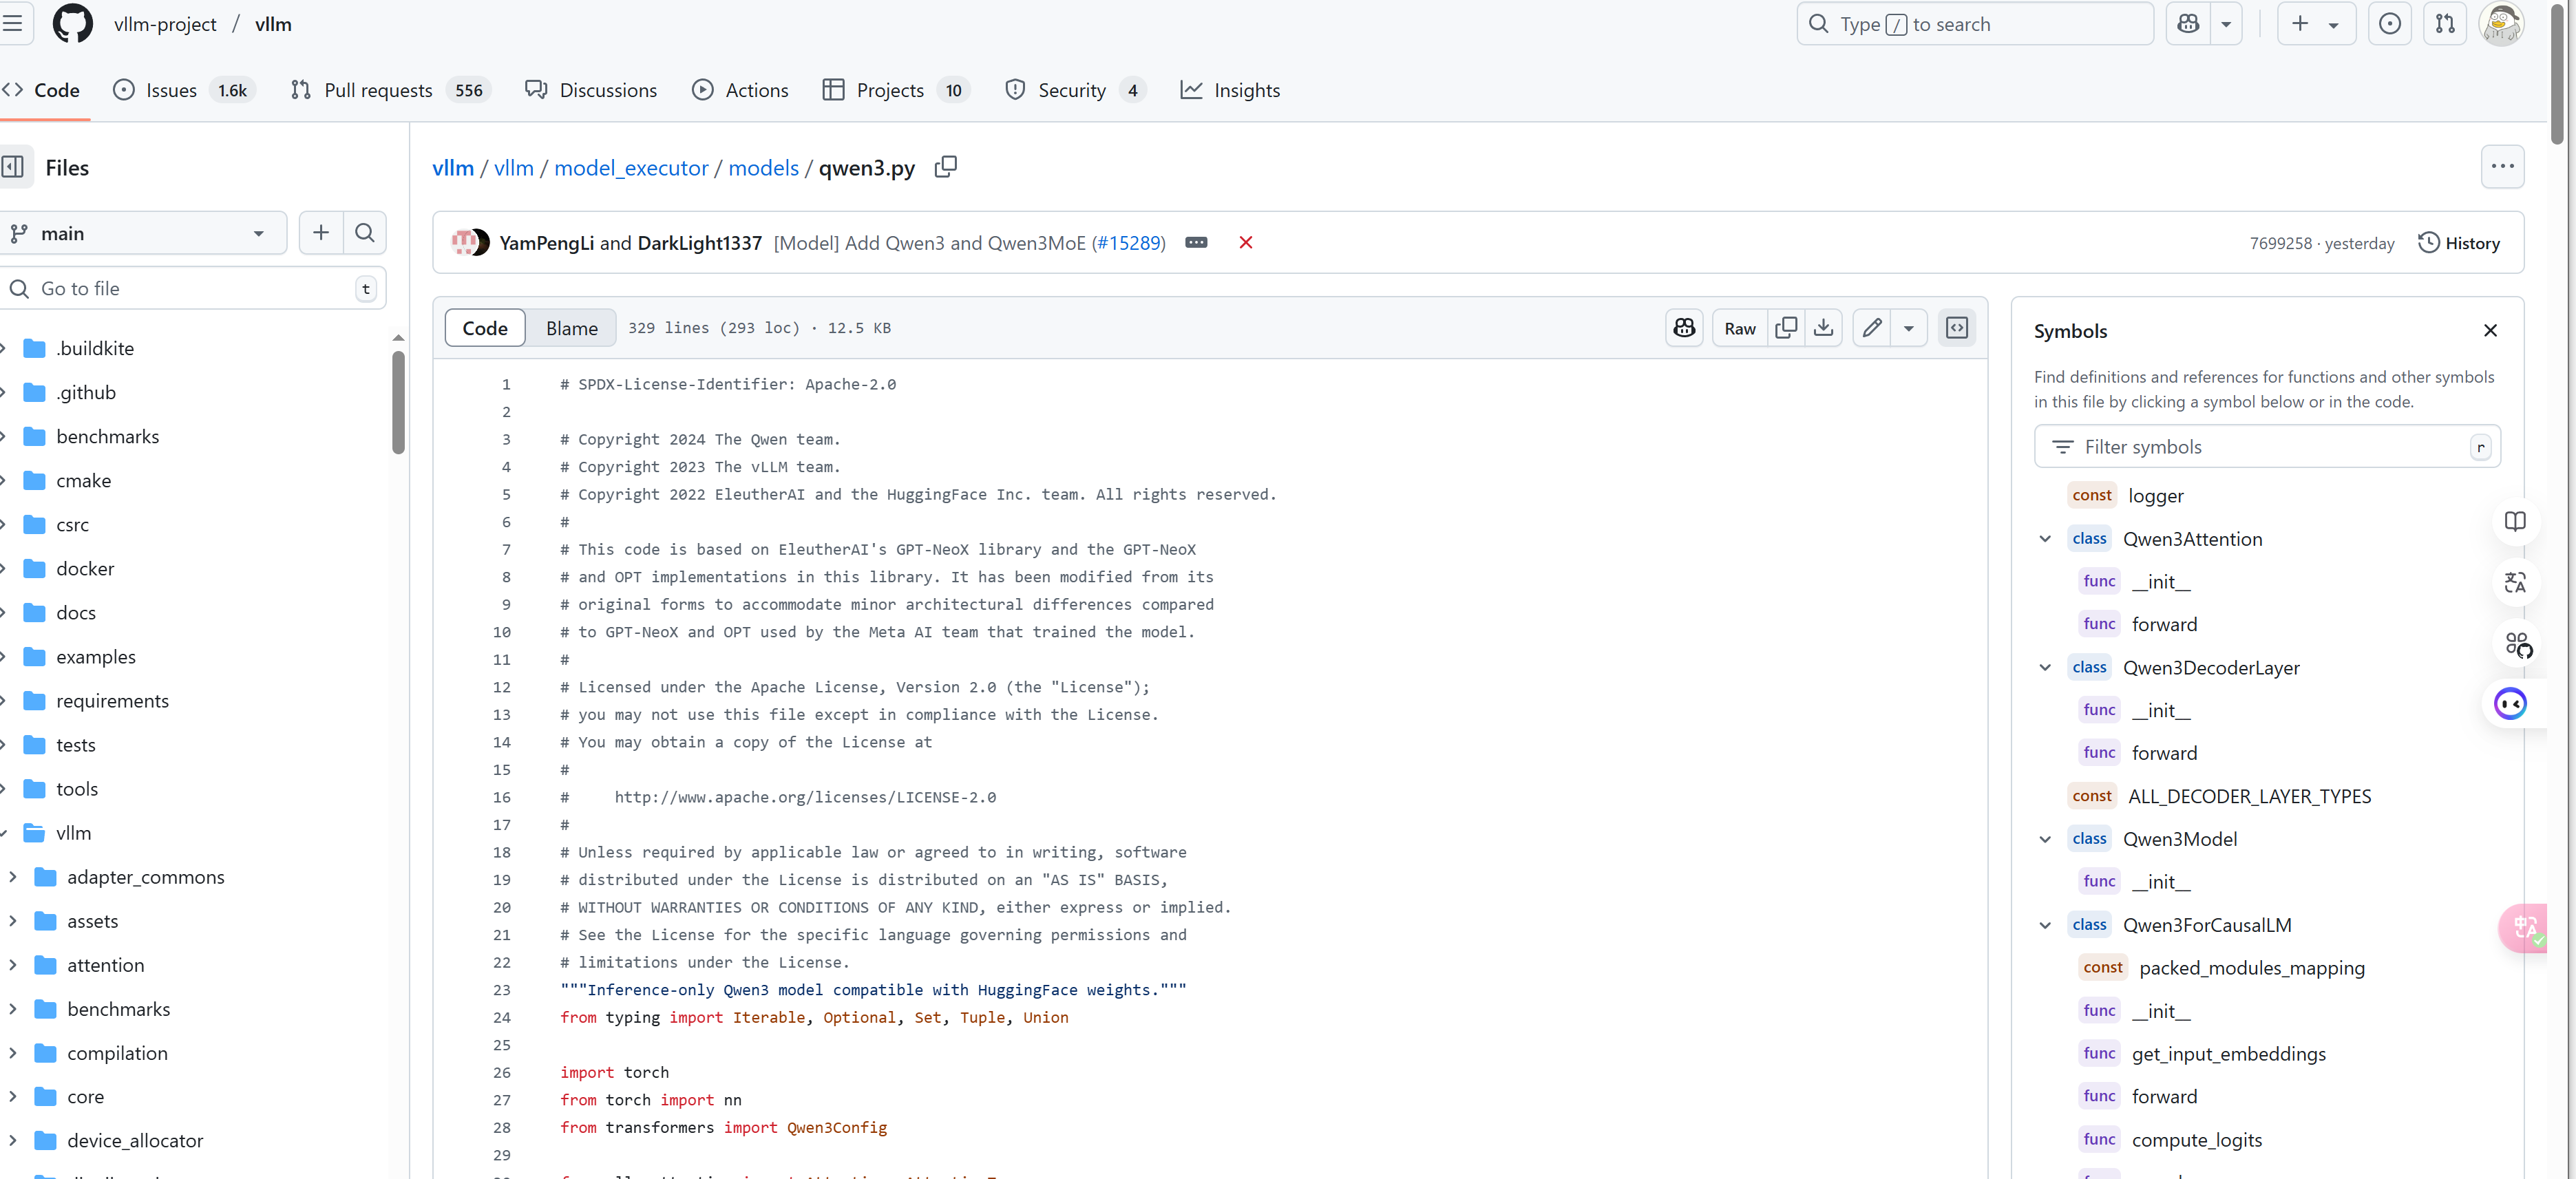 vllm-project / vllm
Type / to search
Code
Issues 1.6k
Pull requests 556
Discussions
Actions
Projects 10
Security 4
Insights
Files
main
Go to file
t
.buildkite
.github
benchmarks
cmake
csrc
docker
docs
examples
requirements
tests
tools
vllm
adapter_commons
assets
attention
benchmarks
compilation
core
device_allocator
vllm / vllm / model_executor / models / qwen3.py
YamPengLi and DarkLight1337 [Model] Add Qwen3 and Qwen3MoE (#15289)
7699258 · yesterday
History
Code
Blame
329 lines (293 loc) · 12.5 KB
Raw
1 # SPDX-License-Identifier: Apache-2.0
2
3 # Copyright 2024 The Qwen team.
4 # Copyright 2023 The vLLM team.
5 # Copyright 2022 EleutherAI and the HuggingFace Inc. team. All rights reserved.
6 #
7 # This code is based on EleutherAI's GPT-NeoX library and the GPT-NeoX
8 # and OPT implementations in this library. It has been modified from its
9 # original forms to accommodate minor architectural differences compared
10 # to GPT-NeoX and OPT used by the Meta AI team that trained the model.
11 #
12 # Licensed under the Apache License, Version 2.0 (the "License");
13 # you may not use this file except in compliance with the License.
14 # You may obtain a copy of the License at
15 #
16 #     http://www.apache.org/licenses/LICENSE-2.0
17 #
18 # Unless required by applicable law or agreed to in writing, software
19 # distributed under the License is distributed on an "AS IS" BASIS,
20 # WITHOUT WARRANTIES OR CONDITIONS OF ANY KIND, either express or implied.
21 # See the License for the specific language governing permissions and
22 # limitations under the License.
23 """Inference-only Qwen3 model compatible with HuggingFace weights."""
24 from typing import Iterable, Optional, Set, Tuple, Union
25
26 import torch
27 from torch import nn
28 from transformers import Qwen3Config
29
Symbols
Find definitions and references for functions and other symbols
in this file by clicking a symbol below or in the code.
Filter symbols
r
const logger
class Qwen3Attention
func __init__
func forward
class Qwen3DecoderLayer
func __init__
func forward
const ALL_DECODER_LAYER_TYPES
class Qwen3Model
func __init__
class Qwen3ForCausalLM
const packed_modules_mapping
func __init__
func get_input_embeddings
func forward
func compute_logits